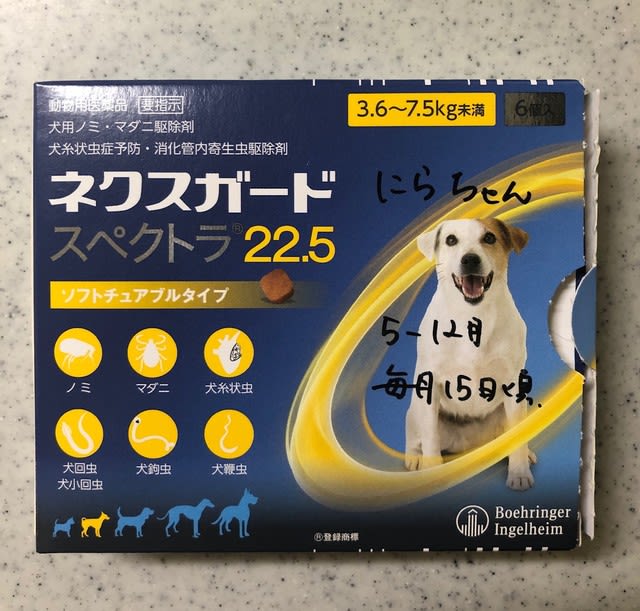 動物用医薬品 要指示
3.6～7.5kg未満 6個入
犬用ノミ・マダニ駆除剤
犬糸状虫症予防・消化管内寄生虫駆除剤
ネクスガード
にらちゃん
スペクトラ® 22.5
ソフトチュアブルタイプ
5-12月
毎月15日頃.
ノミ マダニ 犬糸状虫
犬回虫 犬鉤虫 犬鞭虫
犬小回虫
Boehringer
Ingelheim
®登録商標